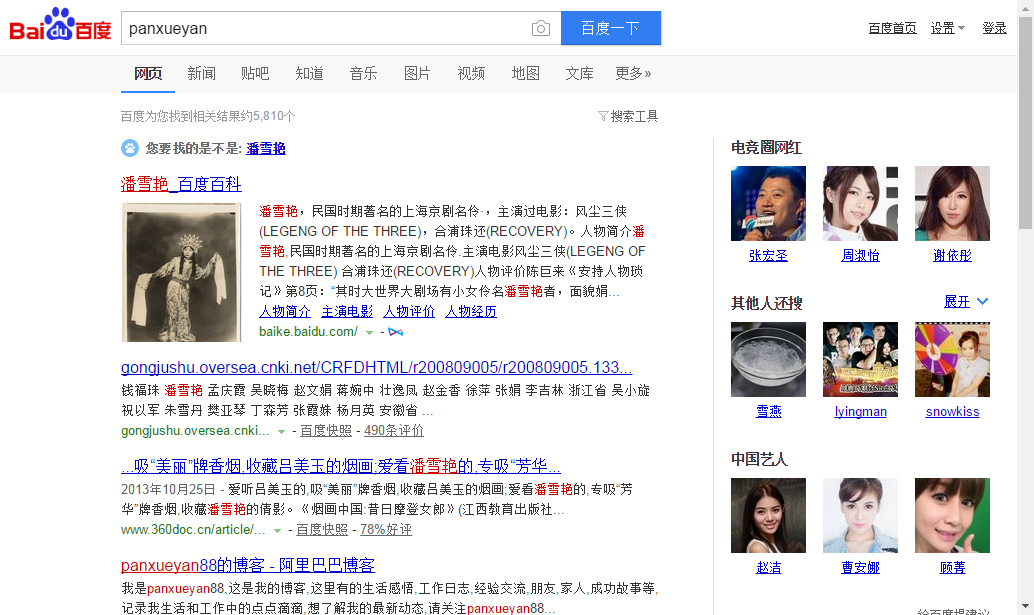 Baidu百度
panxueyan
百度一下
百度首页 设置 登录
网页 新闻 贴吧 知道 音乐 图片 视频 地图 文库 更多»
百度为您找到相关结果约5,810个
搜索工具
您要找的是不是: 潘雪艳
潘雪艳_百度百科
潘雪艳，民国时期著名的上海京剧名伶·，主演过电影：风尘三侠
(LEGENG OF THE THREE)，合浦珠还(RECOVERY)。人物简介潘
雪艳,民国时期著名的上海京剧名伶.主演电影风尘三侠(LEGENG OF
THE THREE) 合浦珠还(RECOVERY)人物评价陈巨来《安持人物琐
记》第8页：“其时大世界大剧场有小女伶名潘雪艳者，面貌娟...
人物简介 主演电影 人物评价 人物经历
baike.baidu.com/ -
gongjushu.oversea.cnki.net/CRFDHTML/r200809005/r200809005.133...
钱福珠 潘雪艳 孟庆霞 吴晓梅 赵文娟 蒋婉中 壮逸凤 赵金香 徐萍 张娟 李吉林 浙江省 吴小旋
祝以军 朱雪丹 樊亚琴 丁森芳 张霞姝 杨月英 安徽省 ...
gongjushu.oversea.cnki... - 百度快照 - 490条评价
...吸“美丽”牌香烟,收藏吕美玉的烟画;爱看潘雪艳的,专吸“芳华...
2013年10月25日 - 爱听吕美玉的,吸“美丽”牌香烟,收藏吕美玉的烟画;爱看潘雪艳的,专吸“芳
华”牌香烟,收藏潘雪艳的倩影。《烟画中国:昔日摩登女郎》(江西教育出版社...
www.360doc.cn/article/... - 百度快照 - 78%好评
panxueyan88的博客 - 阿里巴巴博客
我是panxueyan88,这是我的博客,这里有的生活感悟,工作日志,经验交流,朋友,家人,成功故事等,
记录我生活和工作中的点点滴滴,想了解我的最新动态,请关注panxueyan88...
电竞圈网红
张宏圣 周淑怡 谢依彤
其他人还搜 展开
雪燕 lyingman snowkiss
中国艺人
赵洁 曹安娜 顾菁
给百度提建议